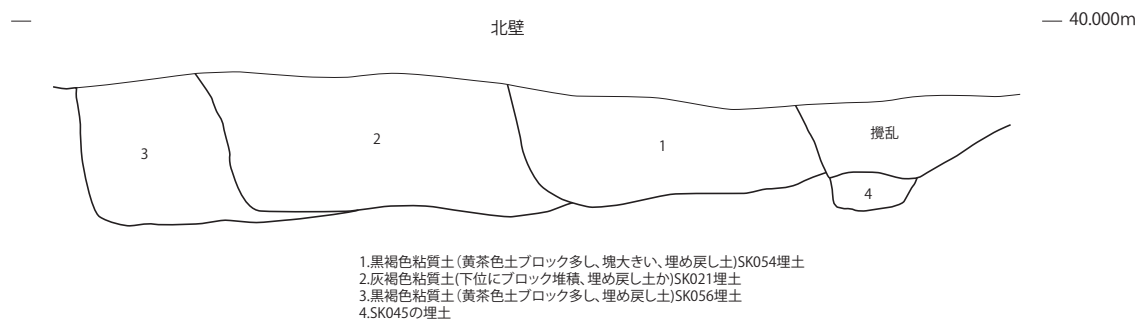 北壁
40.000m
3
2
1
攪乱
4
1.黒褐色粘質土(黄茶色土ブロック多し、塊大きい、埋め戻し土)SK054埋土
2.灰褐色粘質土(下位にブロック堆積、埋め戻し土か)SK021埋土
3.黒褐色粘質土(黄茶色土ブロック多し、埋め戻し土)SK056埋土
4.SK045の埋土